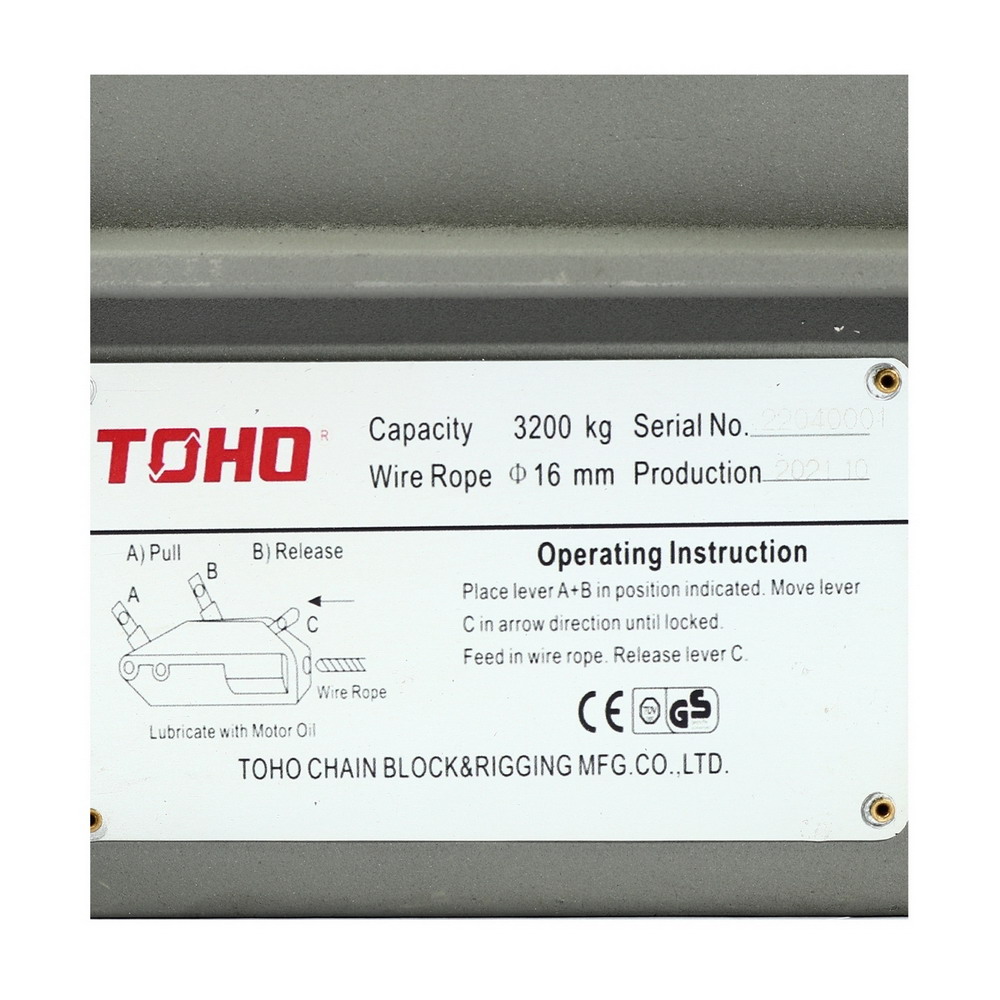 TOHO R
Capacity 3200 kg Serial No. 22040001
Wire Rope Φ 16 mm Production 2021.10
A) Pull B) Release
A
B
C
Wire Rope
Lubricate with Motor Oil
Operating Instruction
Place lever A+B in position indicated. Move lever
C in arrow direction until locked.
Feed in wire rope. Release lever C.
CE TÜV GS
TOHO CHAIN BLOCK&RIGGING MFG.CO.,LTD.